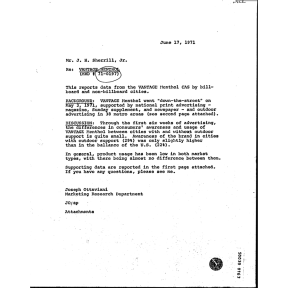 June 17, 1971
Mr. J. H. Sherrill, Jr.
Re: VANTAGE MENTHOL
(MRD # 71-0197)
This reports data from the VANTAGE Menthol CAS by bill-
board and non-billboard cities.
BACKGROUND: VANTAGE Menthol went "down-the-street" on
May 3, 1971, supported by national print advertising -
magazine, Sunday supplement, and newspaper - and outdoor
advertising in 38 metro areas (see second page attached).
DISCUSSION: Through the first six weeks of advertising,
the differences in consumers' awareness and usage of
VANTAGE Menthol between cities with and without outdoor
support is quite small. Awareness of the brand in cities
with outdoor support (29%) was only slightly higher
than in the ballance of the U.S. (22%).
In general, product usage has been low in both market
types, with there being almost no difference between them.
Supporting data are reported in the first page attached.
If you have any questions, please see me.
Joseph Ottaviani
Marketing Research Department
JO:sp
Attachments